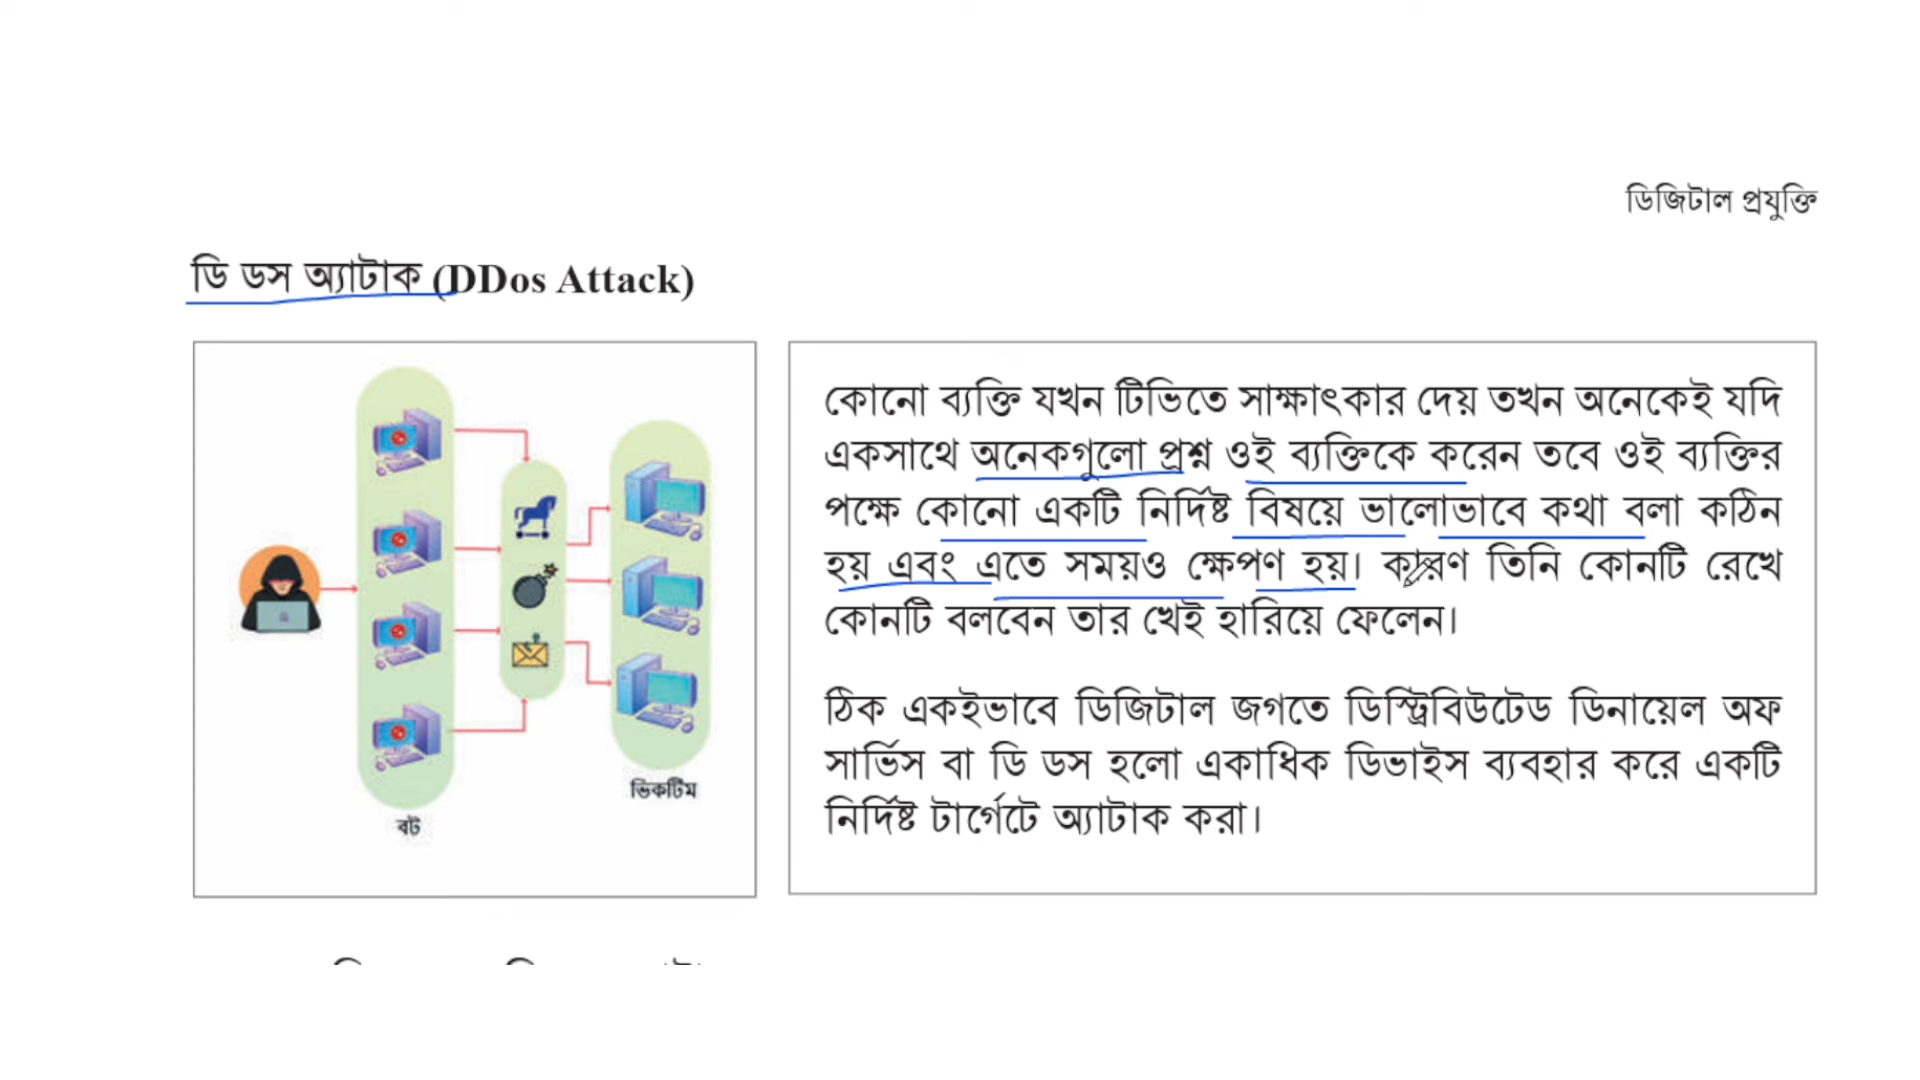 ডিজিটাল প্রযুক্তি
ডি ডস অ্যাটাক (DDos Attack)
কোনো ব্যক্তি যখন টিভিতে সাক্ষাৎকার দেয় তখন অনেকেই যদি
একসাথে অনেকগুলো প্রশ্ন ওই ব্যক্তিকে করেন তবে ওই ব্যক্তির
পক্ষে কোনো একটি নির্দিষ্ট বিষয়ে ভালোভাবে কথা বলা কঠিন
হয় এবং এতে সময়ও ক্ষেপণ হয়। কারণ তিনি কোনটি রেখে
কোনটি বলবেন তার খেই হারিয়ে ফেলেন।
ঠিক একইভাবে ডিজিটাল জগতে ডিস্ট্রিবিউটেড ডিনায়েল অফ
সার্ভিস বা ডি ডস হলো একাধিক ডিভাইস ব্যবহার করে একটি
নির্দিষ্ট টার্গেটে অ্যাটাক করা।
ভিকটিম
বট